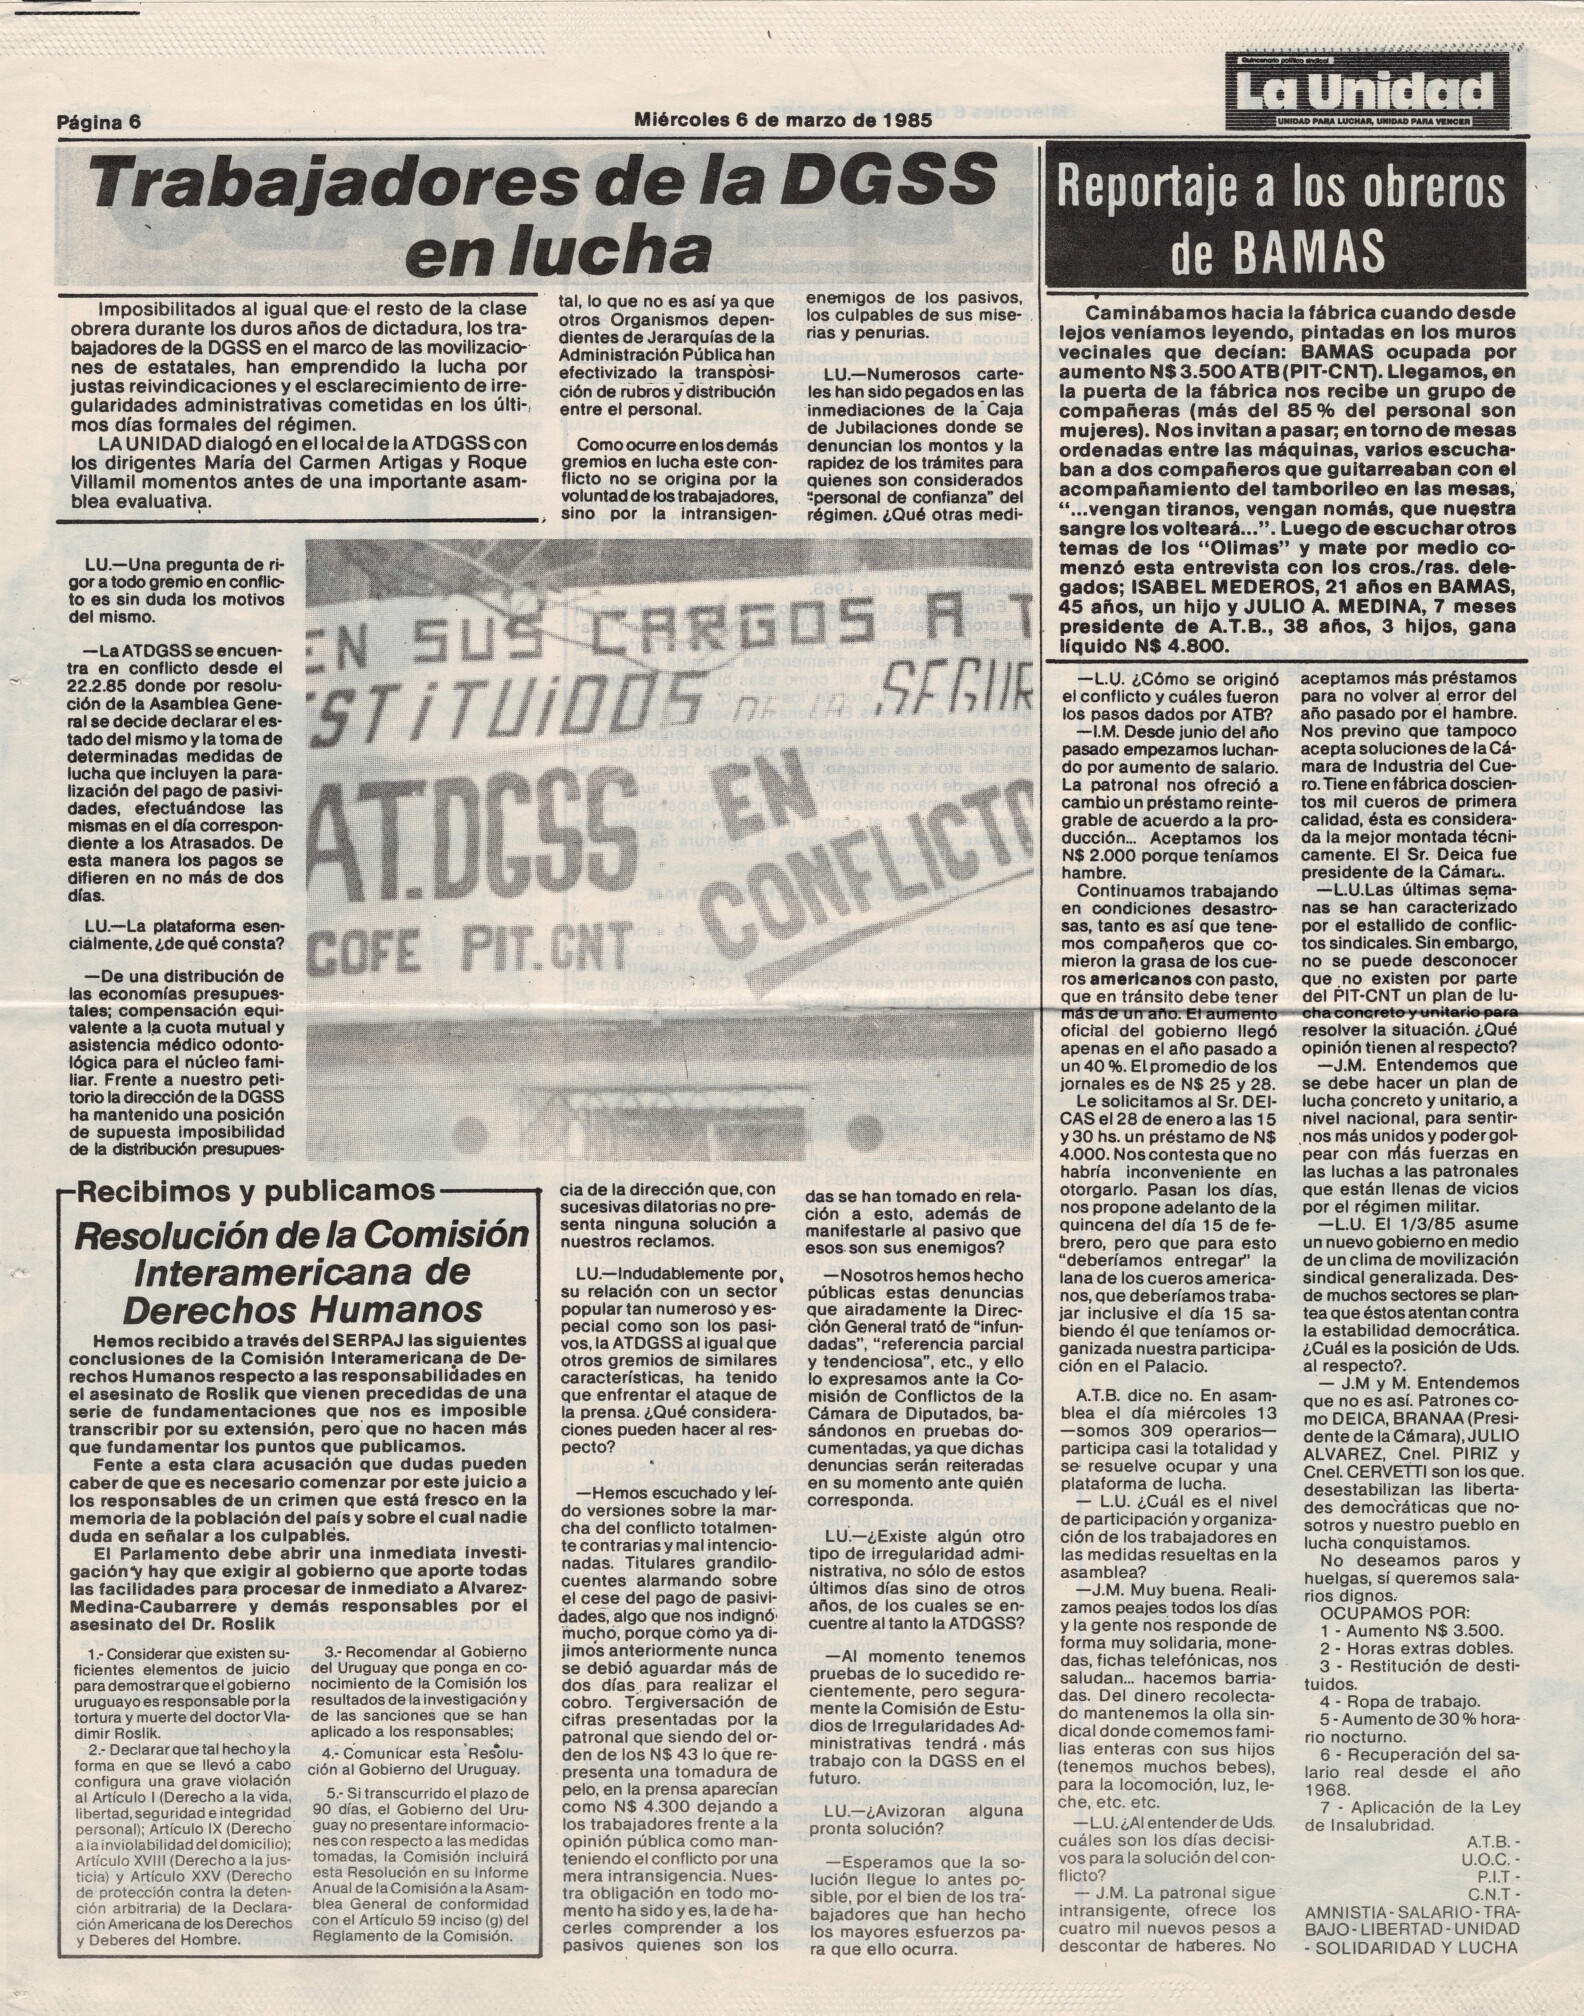 Quincenario político sindical
La Unidad
UNIDAD PARA LUCHAR, UNIDAD PARA VENCER
Página 6
Miércoles 6 de marzo de 1985
Trabajadores de la DGSS
en lucha
Imposibilitados al igual que el resto de la clase
obrera durante los duros años de dictadura, los tra-
bajadores de la DGSS en el marco de las movilizacio-
nes de estatales, han emprendido la lucha por
justas reivindicaciones y el esclarecimiento de irre-
gularidades administrativas cometidas en los últi-
mos días formales del régimen.
LA UNIDAD dialogó en el local de la ATDGSS con
los dirigentes María del Carmen Artigas y Roque
Villamil momentos antes de una importante asam-
blea evaluativa.
LU.—Una pregunta de ri-
gor a todo gremio en conflic-
to es sin duda los motivos
del mismo.
—La ATDGSS se encuen-
tra en conflicto desde el
22.2.85 donde por resolu-
ción de la Asamblea Gene-
ral se decide declarar el es-
tado del mismo y la toma de
determinadas medidas de
lucha que incluyen la para-
lización del pago de pasivi-
dades, efectuándose las
mismas en el día correspon-
diente a los Atrasados. De
esta manera los pagos se
difieren en no más de dos
días.
LU.—La plataforma esen-
cialmente, ¿de qué consta?
—De una distribución de
las economías presupues-
tales; compensación equi-
valente a la cuota mutual y
asistencia médico odonto-
lógica para el núcleo fami-
liar. Frente a nuestro peti-
torio la dirección de la DGSS
ha mantenido una posición
de supuesta imposibilidad
de la distribución presupues-
tal, lo que no es así ya que
otros Organismos depen-
dientes de Jerarquías de la
Administración Pública han
efectivizado la transposi-
ción de rubros y distribución
entre el personal.
Como ocurre en los demás
gremios en lucha este con-
flicto no se origina por la
voluntad de los trabajadores,
sino por la intransigen-
EN SUS CARGOS A T
ESTITUIDOS DE LA SEGUR
AT.DGSS EN
CONFLICTO
COFE PIT.CNT
cia de la dirección que, con
sucesivas dilatorias no pre-
senta ninguna solución a
nuestros reclamos.
LU.—Indudablemente por
su relación con un sector
popular tan numeroso y es-
pecial como son los pasi-
vos, la ATDGSS al igual que
otros gremios de similares
características, ha tenido
que enfrentar el ataque de
la prensa. ¿Qué considera-
ciones pueden hacer al res-
pecto?
—Hemos escuchado y leí-
do versiones sobre la mar-
cha del conflicto totalmen-
te contrarias y mal intencio-
nadas. Titulares grandilo-
cuentes alarmando sobre
el cese del pago de pasivi-
dades, algo que nos indignó
mucho, porque como ya di-
jimos anteriormente nunca
se debió aguardar más de
dos días para realizar el
cobro. Tergiversación de
cifras presentadas por la
patronal que siendo del or-
den de los N$ 43 lo que re-
presenta una tomadura de
pelo, en la prensa aparecían
como N$ 4.300 dejando a
los trabajadores frente a la
opinión pública como man-
teniendo el conflicto por una
mera intransigencia. Nues-
tra obligación en todo mo-
mento ha sido y es, la de ha-
cerles comprender a los
pasivos quienes son los
enemigos de los pasivos,
los culpables de sus mise-
rias y penurias.
LU.—Numerosos carte-
les han sido pegados en las
inmediaciones de la Caja
de Jubilaciones donde se
denuncian los montos y la
rapidez de los trámites para
quienes son considerados
"personal de confianza" del
régimen. ¿Qué otras medi-
das se han tomado en rela-
ción a esto, además de
manifestarle al pasivo que
esos son sus enemigos?
—Nosotros hemos hecho
públicas estas denuncias
que airadamente la Direc-
ción General trató de "infun-
dadas", "referencia parcial
y tendenciosa", etc., y ello
lo expresamos ante la Co-
misión de Conflictos de la
Cámara de Diputados, ba-
sándonos en pruebas do-
cumentadas, ya que dichas
denuncias serán reiteradas
en su momento ante quién
corresponda.
LU.—¿Existe algún otro
tipo de irregularidad admi-
nistrativa, no sólo de estos
últimos días sino de otros
años, de los cuales se en-
cuentre al tanto la ATDGSS?
—Al momento tenemos
pruebas de lo sucedido re-
cientemente, pero segura-
mente la Comisión de Estu-
dios de Irregularidades Ad-
ministrativas tendrá más
trabajo con la DGSS en el
futuro.
LU.—¿Avizoran alguna
pronta solución?
—Esperamos que la so-
lución llegue lo antes po-
sible, por el bien de los tra-
bajadores que han hecho
los mayores esfuerzos pa-
ra que ello ocurra.
Recibimos y publicamos
Resolución de la Comisión
Interamericana de
Derechos Humanos
Hemos recibido a través del SERPAJ las siguientes
conclusiones de la Comisión Interamericana de De-
rechos Humanos respecto a las responsabilidades en
el asesinato de Roslik que vienen precedidas de una
serie de fundamentaciones que nos es imposible
transcribir por su extensión, pero que no hacen más
que fundamentar los puntos que publicamos.
Frente a esta clara acusación que dudas pueden
caber de que es necesario comenzar por este juicio a
los responsables de un crimen que está fresco en la
memoria de la población del país y sobre el cual nadie
duda en señalar a los culpables.
El Parlamento debe abrir una inmediata investi-
gación y hay que exigir al gobierno que aporte todas
las facilidades para procesar de inmediato a Alvarez-
Medina-Caubarrere y demás responsables por el
asesinato del Dr. Roslik
1.- Considerar que existen su-
ficientes elementos de juicio
para demostrar que el gobierno
uruguayo es responsable por la
tortura y muerte del doctor Vla-
dimir Roslik.
2.- Declarar que tal hecho y la
forma en que se llevó a cabo
configura una grave violación
al Artículo I (Derecho a la vida,
libertad, seguridad e integridad
personal); Artículo IX (Derecho
a la inviolabilidad del domicilio);
Artículo XVIII (Derecho a la jus-
ticia) y Artículo XXV (Derecho
de protección contra la deten-
ción arbitraria) de la Declara-
ción Americana de los Derechos
y Deberes del Hombre.
3.- Recomendar al Gobierno
del Uruguay que ponga en co-
nocimiento de la Comisión los
resultados de la investigación y
de las sanciones que se han
aplicado a los responsables;
4.- Comunicar esta Resolu-
ción al Gobierno del Uruguay.
5.- Si transcurrido el plazo de
90 días, el Gobierno del Uru-
guay no presentare informacio-
nes con respecto a las medidas
tomadas, la Comisión incluirá
esta Resolución en su Informe
Anual de la Comisión a la Asam-
blea General de conformidad
con el Artículo 59 inciso (g) del
Reglamento de la Comisión.
Reportaje a los obreros
de BAMAS
Caminábamos hacia la fábrica cuando desde
lejos veníamos leyendo, pintadas en los muros
vecinales que decían: BAMAS ocupada por
aumento N$ 3.500 ATB (PIT-CNT). Llegamos, en
la puerta de la fábrica nos recibe un grupo de
compañeras (más del 85 % del personal son
mujeres). Nos invitan a pasar; en torno de mesas
ordenadas entre las máquinas, varios escucha-
ban a dos compañeros que guitarreaban con el
acompañamiento del tamborileo en las mesas,
"...vengan tiranos, vengan nomás, que nuestra
sangre los volteará...". Luego de escuchar otros
temas de los "Olimas" y mate por medio co-
menzó esta entrevista con los cros./ras. dele-
gados; ISABEL MEDEROS, 21 años en BAMAS,
45 años, un hijo y JULIO A. MEDINA, 7 meses
presidente de A.T.B., 38 años, 3 hijos, gana
líquido N$ 4.800.
—L.U. ¿Cómo se originó
el conflicto y cuáles fueron
los pasos dados por ATB?
—I.M. Desde junio del año
pasado empezamos luchan-
do por aumento de salario.
La patronal nos ofreció a
cambio un préstamo reinte-
grable de acuerdo a la pro-
ducción... Aceptamos los
N$ 2.000 porque teníamos
hambre.
Continuamos trabajando
en condiciones desastro-
sas, tanto es así que tene-
mos compañeros que co-
mieron la grasa de los cue-
ros americanos con pasto,
que en tránsito debe tener
más de un año. El aumento
oficial del gobierno llegó
apenas en el año pasado a
un 40 %. El promedio de los
jornales es de N$ 25 y 28.
Le solicitamos al Sr. DEI-
CAS el 28 de enero a las 15
y 30 hs. un préstamo de N$
4.000. Nos contesta que no
habría inconveniente en
otorgarlo. Pasan los días,
nos propone adelanto de la
quincena del día 15 de fe-
brero, pero que para esto
"deberíamos entregar" la
lana de los cueros america-
nos, que deberíamos traba-
jar inclusive el día 15 sa-
biendo él que teníamos or-
ganizada nuestra participa-
ción en el Palacio.
A.T.B. dice no. En asam-
blea el día miércoles 13
—somos 309 operarios—
participa casi la totalidad y
se resuelve ocupar y una
plataforma de lucha.
— L.U. ¿Cuál es el nivel
de participación y organiza-
ción de los trabajadores en
las medidas resueltas en la
asamblea?
—J.M. Muy buena. Reali-
zamos peajes todos los días
y la gente nos responde de
forma muy solidaria, mone-
das, fichas telefónicas, nos
saludan... hacemos barria-
das. Del dinero recolecta-
do mantenemos la olla sin-
dical donde comemos fami-
lias enteras con sus hijos
(tenemos muchos bebes),
para la locomoción, luz, le-
che, etc. etc.
—L.U. ¿Al entender de Uds.
cuáles son los días decisi-
vos para la solución del con-
flicto?
— J.M. La patronal sigue
intransigente, ofrece los
cuatro mil nuevos pesos a
descontar de haberes. No
aceptamos más préstamos
para no volver al error del
año pasado por el hambre.
Nos previno que tampoco
acepta soluciones de la Cá-
mara de Industria del Cue-
ro. Tiene en fábrica doscien-
tos mil cueros de primera
calidad, ésta es considera-
da la mejor montada técni-
camente. El Sr. Deica fue
presidente de la Cámara.
—L.U. Las últimas sema-
nas se han caracterizado
por el estallido de conflic-
tos sindicales. Sin embargo,
no se puede desconocer
que no existen por parte
del PIT-CNT un plan de lu-
cha concreto y unitario para
resolver la situación. ¿Qué
opinión tienen al respecto?
—J.M. Entendemos que
se debe hacer un plan de
lucha concreto y unitario, a
nivel nacional, para sentir-
nos más unidos y poder gol-
pear con más fuerzas en
las luchas a las patronales
que están llenas de vicios
por el régimen militar.
—L.U. El 1/3/85 asume
un nuevo gobierno en medio
de un clima de movilización
sindical generalizada. Des-
de muchos sectores se plan-
tea que éstos atentan contra
la estabilidad democrática.
¿Cuál es la posición de Uds.
al respecto?.
— J.M y M. Entendemos
que no es así. Patrones co-
mo DEICA, BRANAA (Presi-
dente de la Cámara), JULIO
ALVAREZ, Cnel. PIRIZ y
Cnel. CERVETTI son los que
desestabilizan las liberta-
des democráticas que no-
sotros y nuestro pueblo en
lucha conquistamos.
No deseamos paros y
huelgas, sí queremos sala-
rios dignos.
OCUPAMOS POR:
1 - Aumento N$ 3.500.
2 - Horas extras dobles.
3 - Restitución de desti-
tuidos.
4 - Ropa de trabajo.
5 - Aumento de 30 % hora-
rio nocturno.
6 - Recuperación del sa-
lario real desde el año
1968.
7 - Aplicación de la Ley
de Insalubridad.
A.T.B. -
U.O.C. -
P.I.T -
C.N.T -
AMNISTIA - SALARIO - TRA-
BAJO - LIBERTAD - UNIDAD
- SOLIDARIDAD Y LUCHA